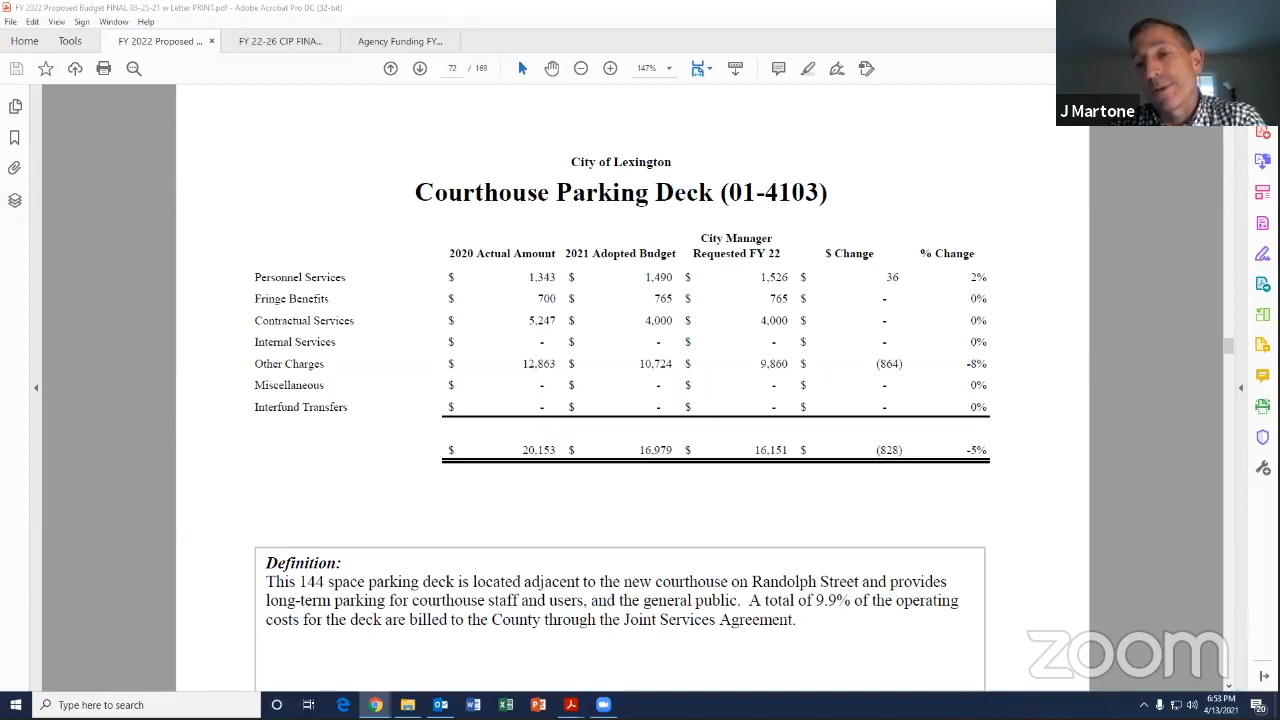 FY 2022 Proposed Budget FINAL 03-25-21 w Letter PRINT.pdf - Adobe Acrobat Pro DC (32-bit)
File Edit View Sign Window Help
Home Tools FY 2022 Proposed ... × FY 22-26 CIP FINA... Agency Funding FY...
72 / 169 147%
J Martone
City of Lexington
Courthouse Parking Deck (01-4103)
City Manager
2020 Actual Amount 2021 Adopted Budget Requested FY 22 $ Change % Change
Personnel Services $ 1,343 $ 1,490 $ 1,526 $ 36 2%
Fringe Benefits $ 700 $ 765 $ 765 $ - 0%
Contractual Services $ 5,247 $ 4,000 $ 4,000 $ - 0%
Internal Services $ - $ - $ - $ - 0%
Other Charges $ 12,863 $ 10,724 $ 9,860 $ (864) -8%
Miscellaneous $ - $ - $ - $ - 0%
Interfund Transfers $ - $ - $ - $ - 0%
$ 20,153 $ 16,979 $ 16,151 $ (828) -5%
Definition:
This 144 space parking deck is located adjacent to the new courthouse on Randolph Street and provides
long-term parking for courthouse staff and users, and the general public. A total of 9.9% of the operating
costs for the deck are billed to the County through the Joint Services Agreement.
zoom
Type here to search
6:53 PM
4/13/2021
20